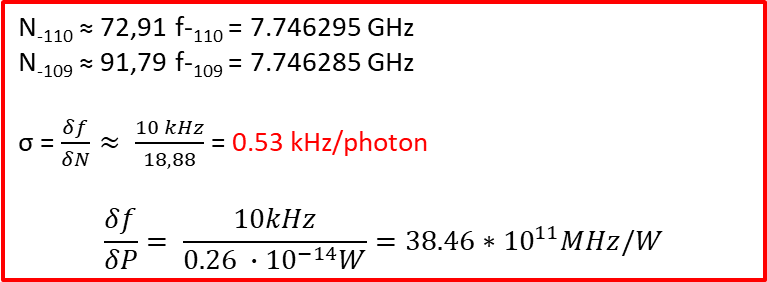 N-110 ≈ 72,91 f-110 = 7.746295 GHz
N-109 ≈ 91,79 f-109 = 7.746285 GHz
σ = δf/δN ≈ 10 kHz/18,88 = 0.53 kHz/photon
δf/δP = 10kHz/0.26 · 10^-14 W = 38.46 * 10^11 MHz/W